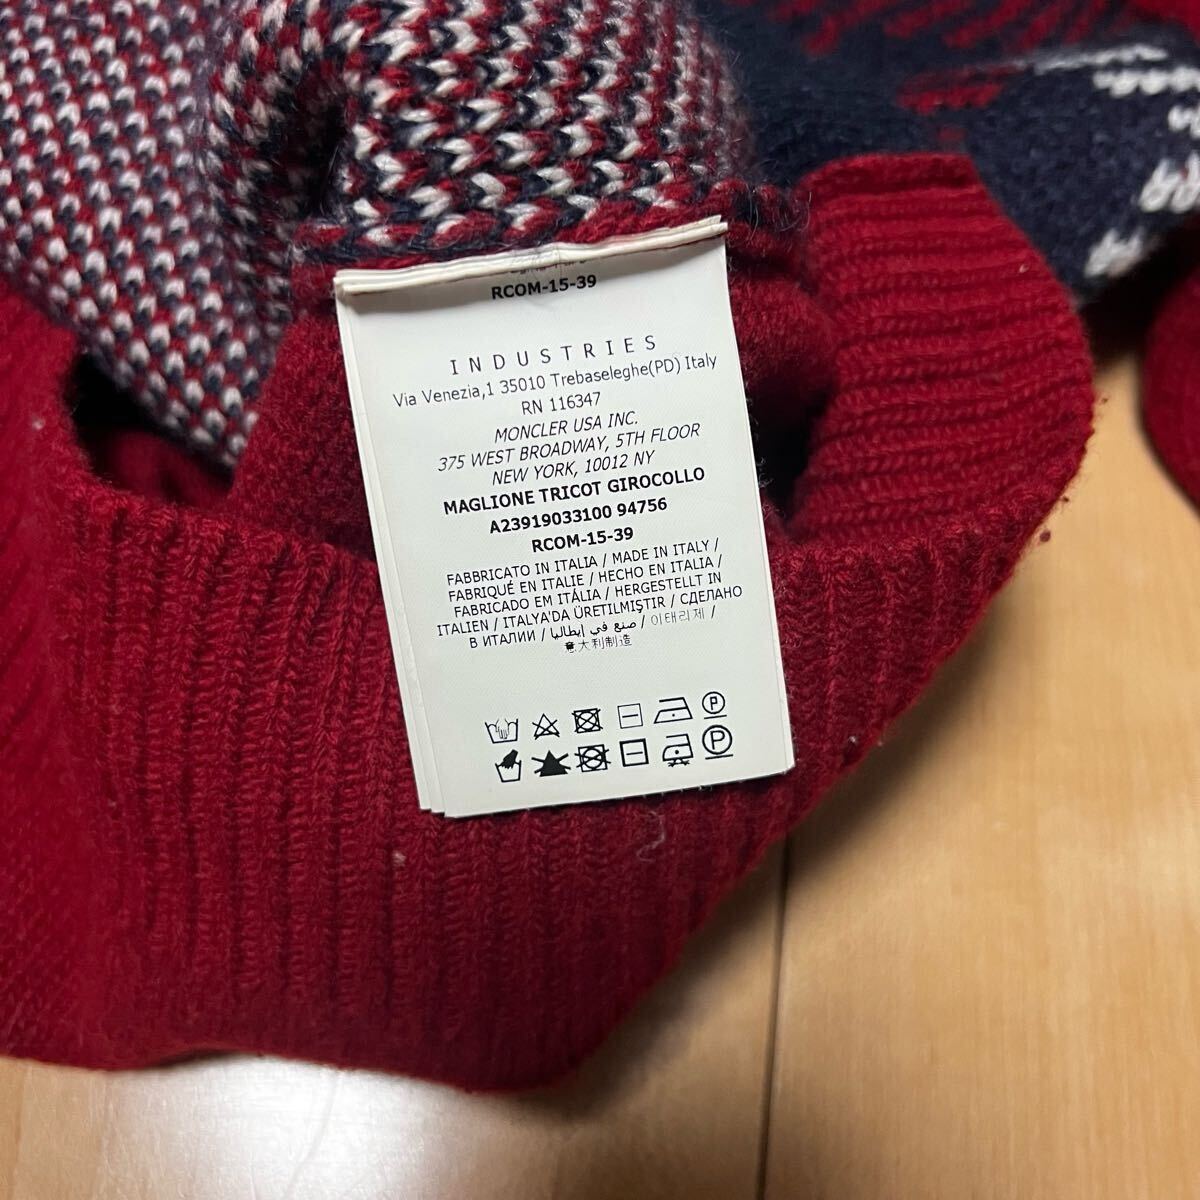 RCOM-15-39
INDUSTRIES
Via Venezia,1 35010 Trebaseleghe(PD) Italy
RN 116347
MONCLER USA INC.
375 WEST BROADWAY, 5TH FLOOR
NEW YORK, 10012 NY
MAGLIONE TRICOT GIROCOLLO
A23919033100 94756
RCOM-15-39
FABBRICATO IN ITALIA / MADE IN ITALY /
FABRIQUÉ EN ITALIE / HECHO EN ITALIA /
FABRICADO EM ITÁLIA / HERGESTELLT IN
ITALIEN / ITALYA'DA ÜRETILMIŞTIR / СДЕЛАНО
В ИТАЛИИ / صنع في إيطاليا / 이태리제 /
意大利制造
P
P